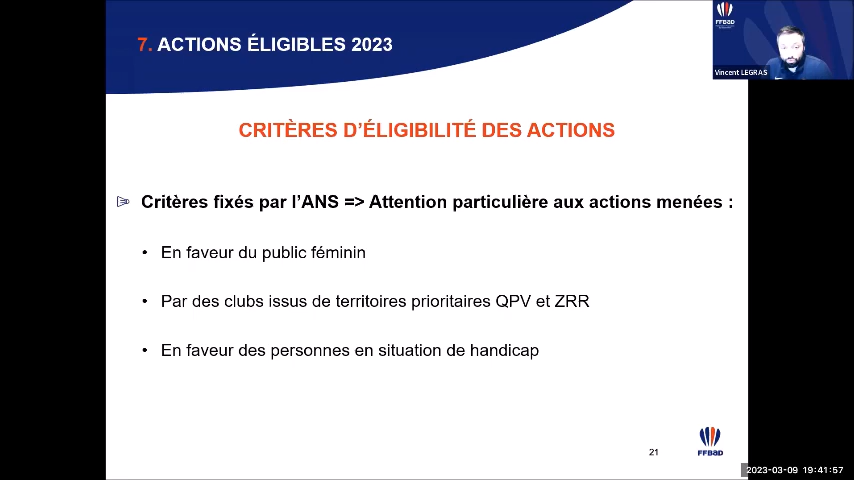 7. ACTIONS ÉLIGIBLES 2023
FFBaD
Vincent LEGRAS
CRITÈRES D'ÉLIGIBILITÉ DES ACTIONS
Critères fixés par l'ANS => Attention particulière aux actions menées :
• En faveur du public féminin
• Par des clubs issus de territoires prioritaires QPV et ZRR
• En faveur des personnes en situation de handicap
21
FFBaD
2023-03-09 19:41:57